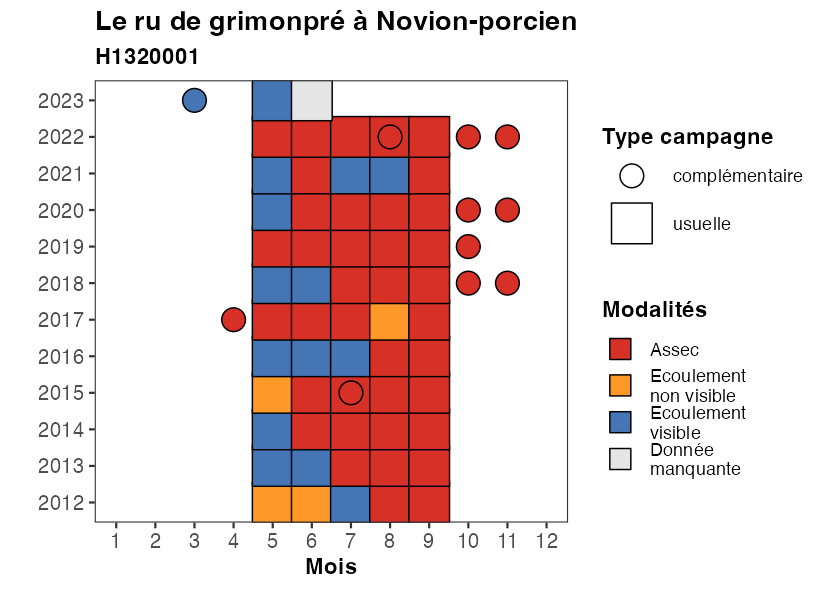 Le ru de grimonpré à Novion-porcien
H1320001
2023
2022
2021
2020
2019
2018
2017
2016
2015
2014
2013
2012
1 2 3 4 5 6 7 8 9 10 11 12
Mois
Type campagne
complémentaire
usuelle
Modalités
Assec
Ecoulement
non visible
Ecoulement
visible
Donnée
manquante